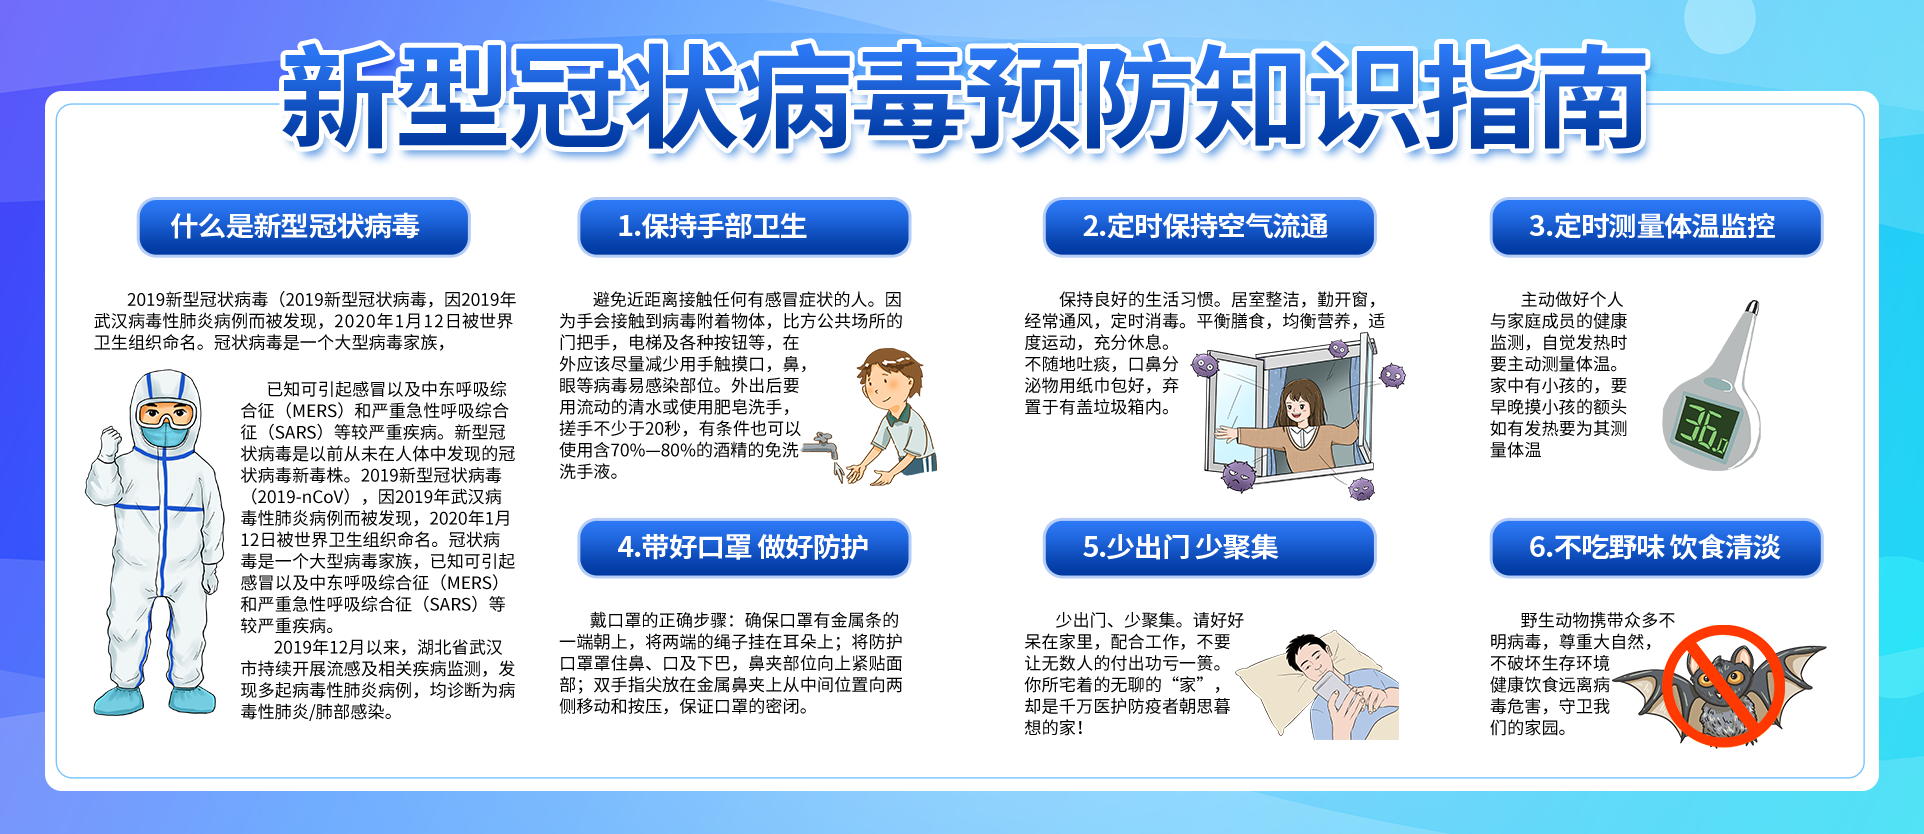 新型冠状病毒预防知识指南
什么是新型冠状病毒
2019新型冠状病毒（2019新型冠状病毒，因2019年
武汉病毒性肺炎病例而被发现，2020年1月12日被世界
卫生组织命名。冠状病毒是一个大型病毒家族，
已知可引起感冒以及中东呼吸综
合征（MERS）和严重急性呼吸综合
征（SARS）等较严重疾病。新型冠
状病毒是以前从未在人体中发现的冠
状病毒新毒株。2019新型冠状病毒
（2019-nCoV），因2019年武汉病
毒性肺炎病例而被发现，2020年1月
12日被世界卫生组织命名。冠状病
毒是一个大型病毒家族，已知可引起
感冒以及中东呼吸综合征（MERS）
和严重急性呼吸综合征（SARS）等
较严重疾病。
2019年12月以来，湖北省武汉
市持续开展流感及相关疾病监测，发
现多起病毒性肺炎病例，均诊断为病
毒性肺炎/肺部感染。
1.保持手部卫生
避免近距离接触任何有感冒症状的人。因
为手会接触到病毒附着物体，比方公共场所的
门把手，电梯及各种按钮等，在
外应该尽量减少用手触摸口，鼻，
眼等病毒易感染部位。外出后要
用流动的清水或使用肥皂洗手，
搓手不少于20秒，有条件也可以
使用含70%—80%的酒精的免洗
洗手液。
2.定时保持空气流通
保持良好的生活习惯。居室整洁，勤开窗，
经常通风，定时消毒。平衡膳食，均衡营养，适
度运动，充分休息。
不随地吐痰，口鼻分
泌物用纸巾包好，弃
置于有盖垃圾箱内。
3.定时测量体温监控
主动做好个人
与家庭成员的健康
监测，自觉发热时
要主动测量体温。
家中有小孩的，要
早晚摸小孩的额头
如有发热要为其测
量体温
36.0
4.带好口罩 做好防护
戴口罩的正确步骤：确保口罩有金属条的
一端朝上，将两端的绳子挂在耳朵上；将防护
口罩罩住鼻、口及下巴，鼻夹部位向上紧贴面
部；双手指尖放在金属鼻夹上从中间位置向两
侧移动和按压，保证口罩的密闭。
5.少出门 少聚集
少出门、少聚集。请好好
呆在家里，配合工作，不要
让无数人的付出功亏一篑。
你所宅着的无聊的“家”，
却是千万医护防疫者朝思暮
想的家！
6.不吃野味 饮食清淡
野生动物携带众多不
明病毒，尊重大自然，
不破坏生存环境
健康饮食远离病
毒危害，守卫我
们的家园。